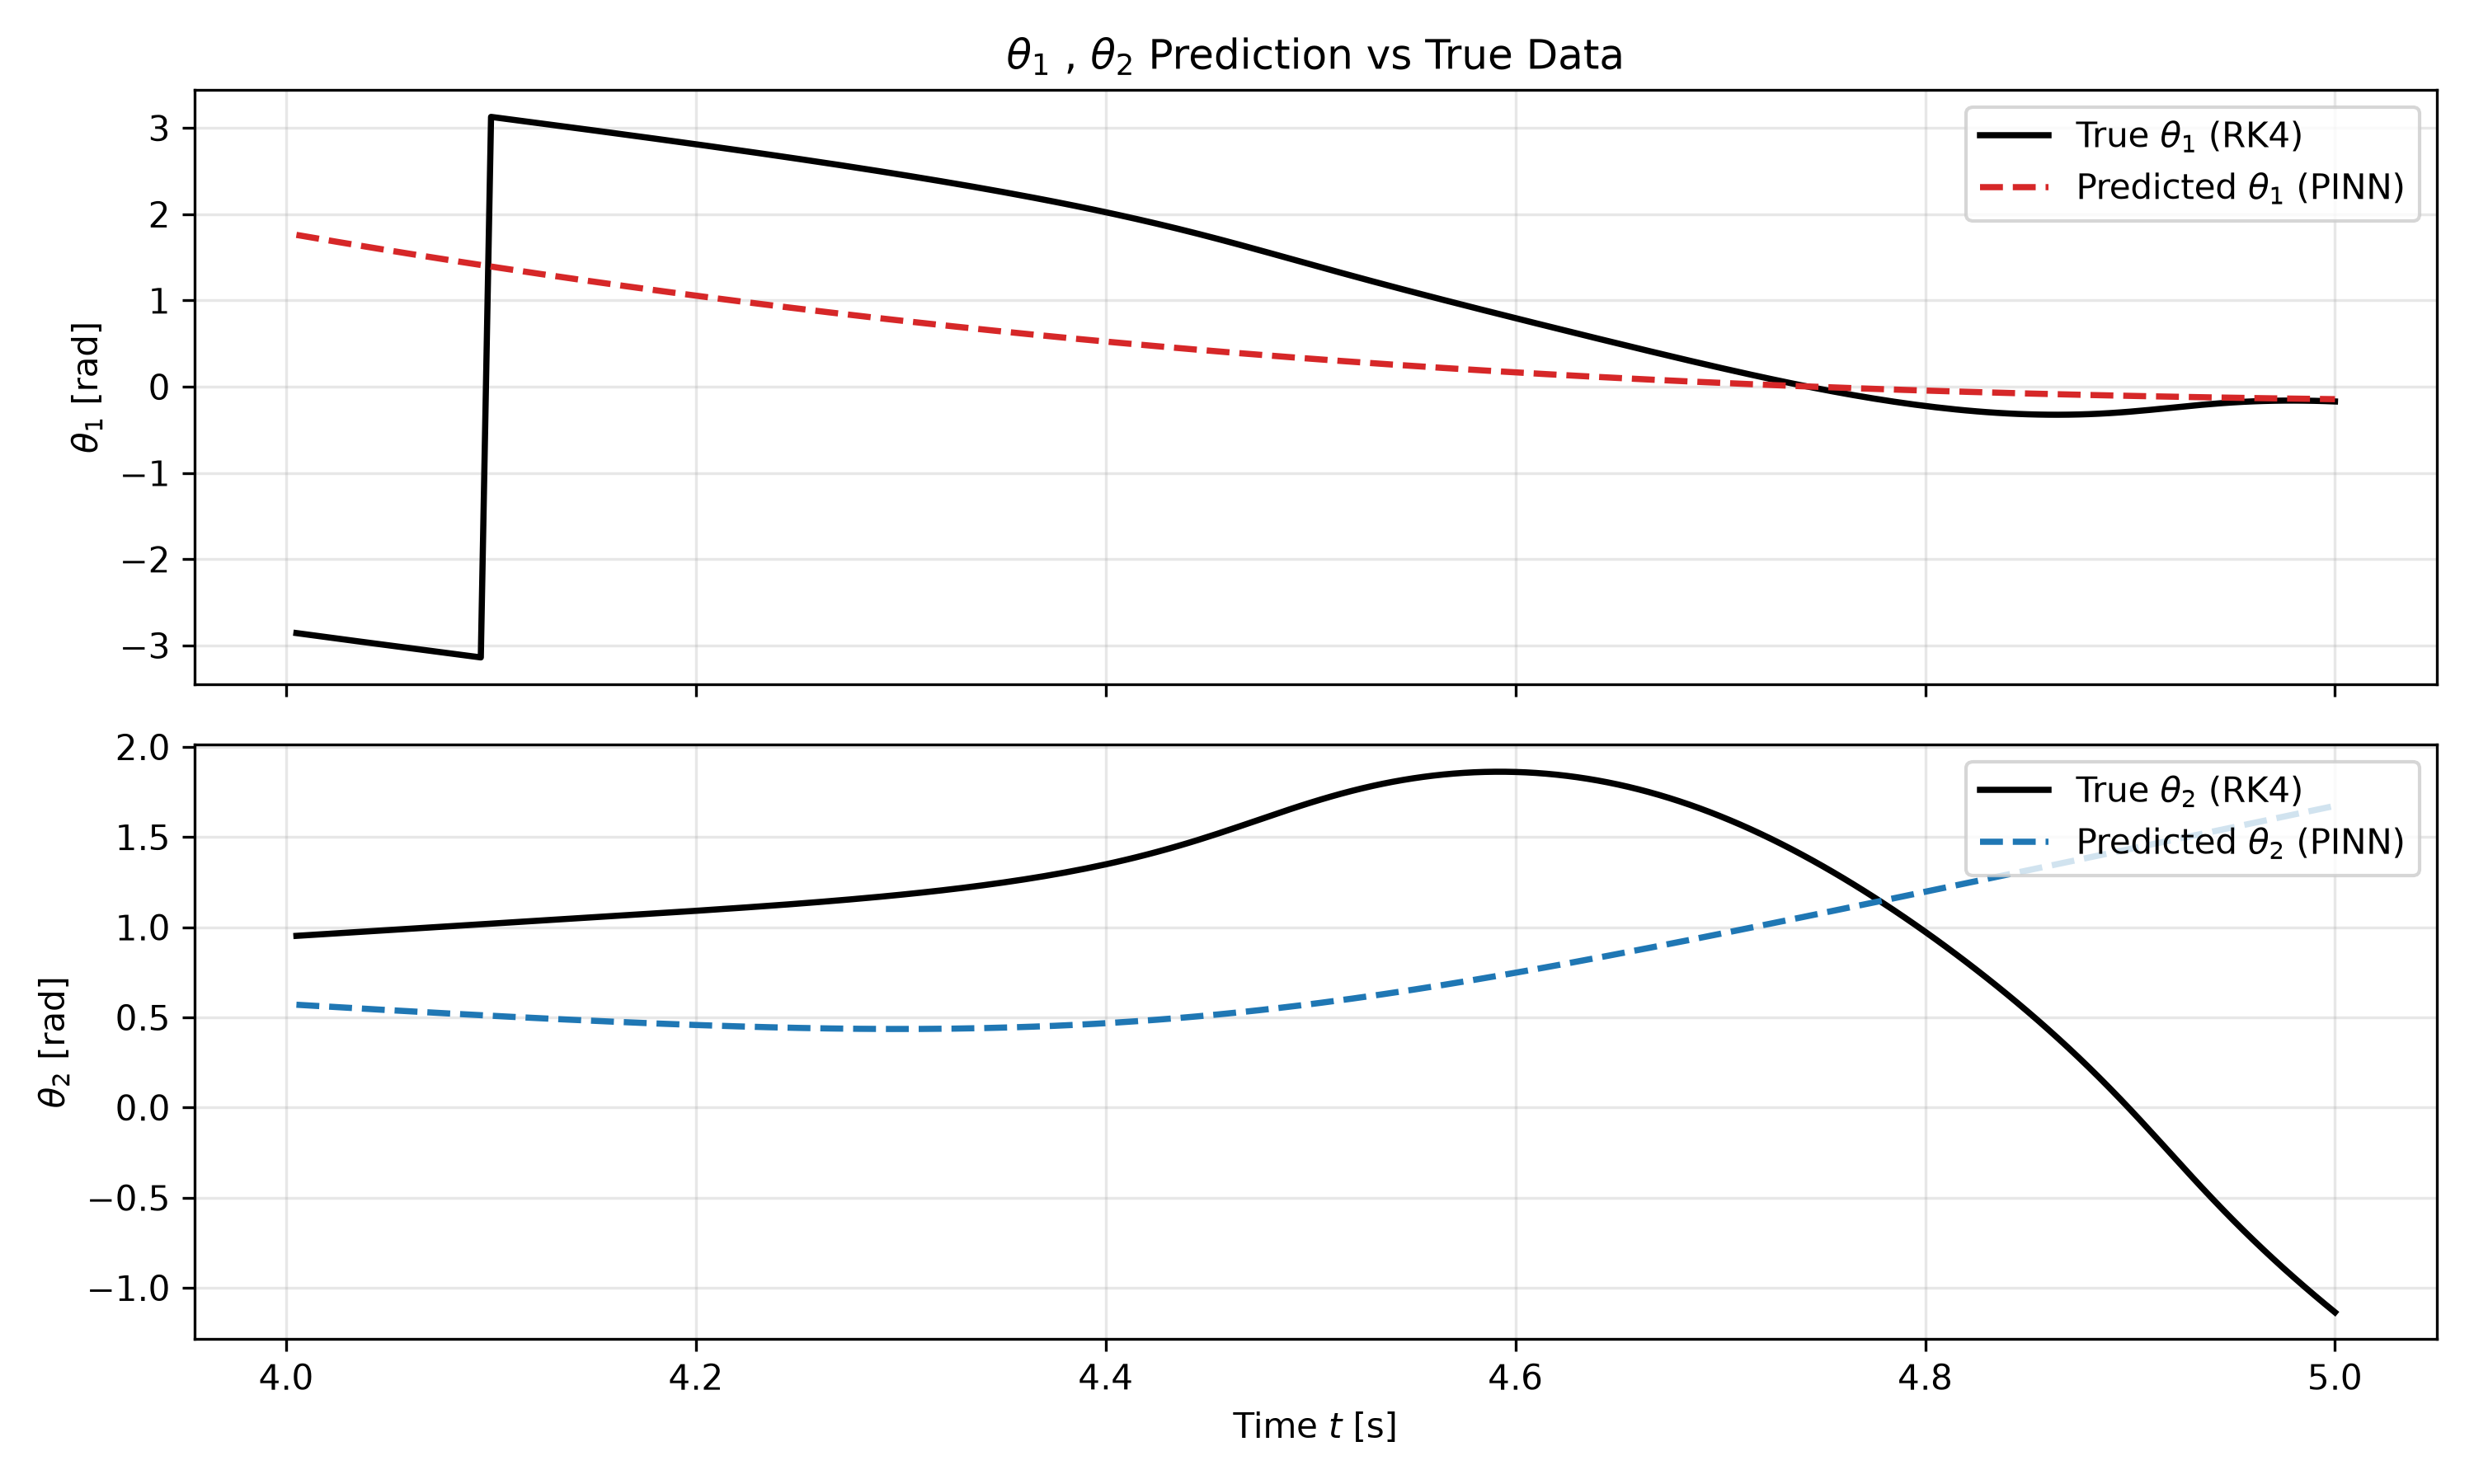 θ₁ , θ₂ Prediction vs True Data
True θ₁ (RK4)
Predicted θ₁ (PINN)
θ₁ [rad]
3
2
1
0
−1
−2
−3
True θ₂ (RK4)
Predicted θ₂ (PINN)
θ₂ [rad]
2.0
1.5
1.0
0.5
0.0
−0.5
−1.0
4.0 4.2 4.4 4.6 4.8 5.0
Time t [s]